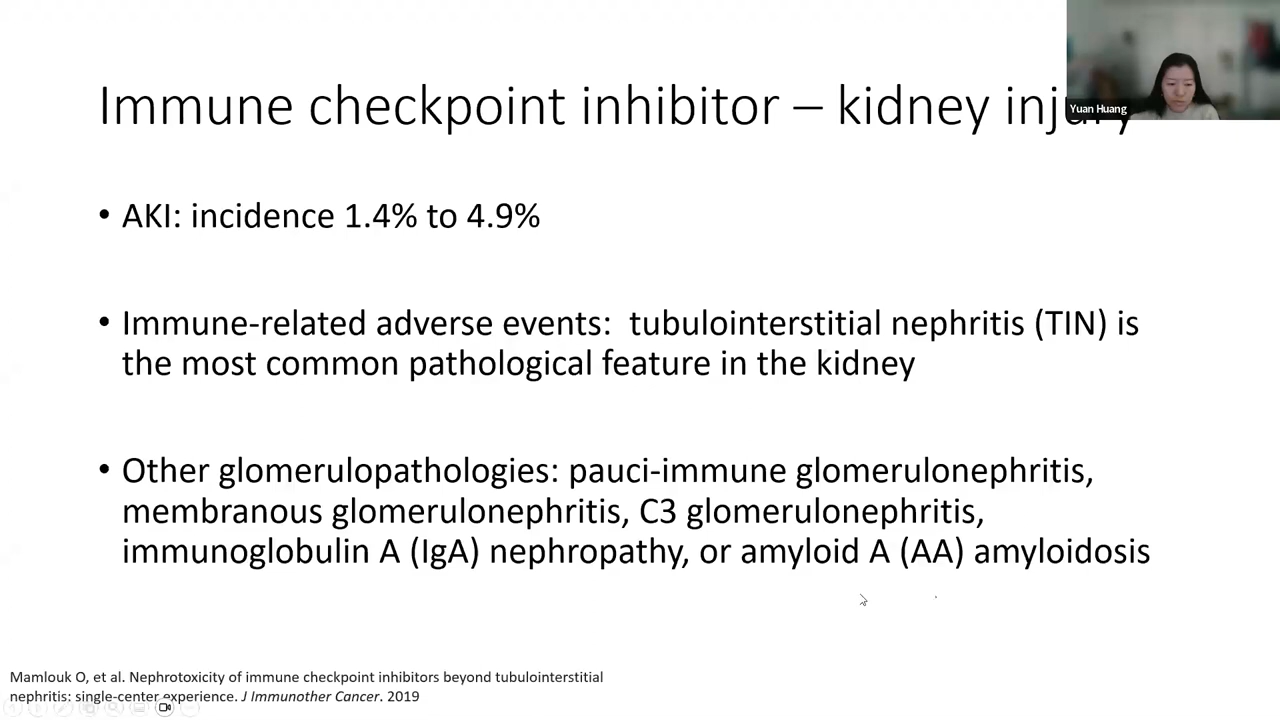 Immune checkpoint inhibitor – kidney injury
Yuan Huang
• AKI: incidence 1.4% to 4.9%
• Immune-related adverse events:  tubulointerstitial nephritis (TIN) is
the most common pathological feature in the kidney
• Other glomerulopathologies: pauci-immune glomerulonephritis,
membranous glomerulonephritis, C3 glomerulonephritis,
immunoglobulin A (IgA) nephropathy, or amyloid A (AA) amyloidosis
Mamlouk O, et al. Nephrotoxicity of immune checkpoint inhibitors beyond tubulointerstitial
nephritis: single-center experience. J Immunother Cancer. 2019